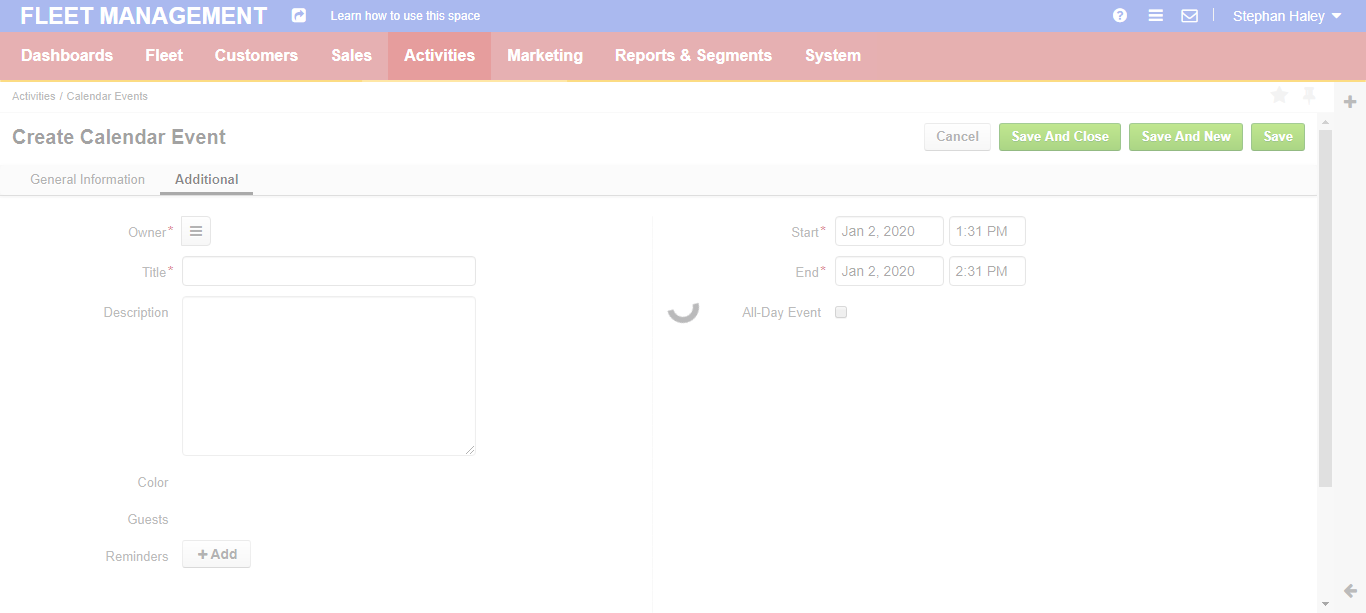 FLEET MANAGEMENT Learn how to use this space Stephan Haley
Dashboards Fleet Customers Sales Activities Marketing Reports & Segments System
Activities / Calendar Events
Create Calendar Event Cancel Save And Close Save And New Save
General Information Additional
Owner* Start* Jan 2, 2020 1:31 PM
Title* End* Jan 2, 2020 2:31 PM
Description All-Day Event
Color
Guests
Reminders +Add